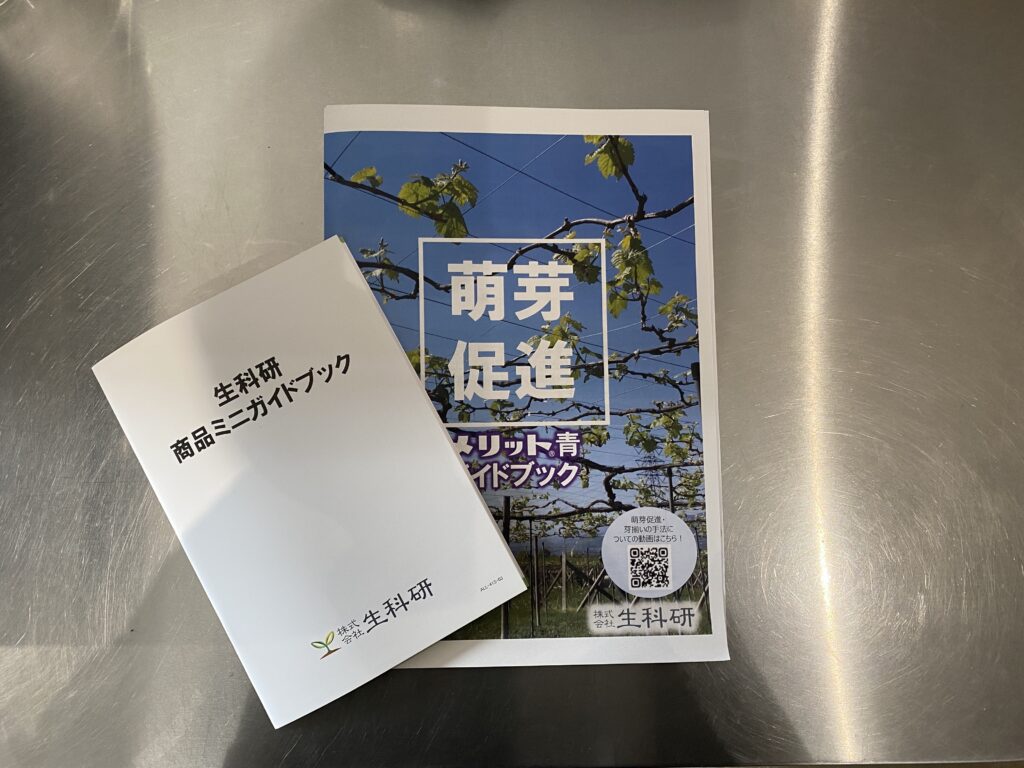 生科研
商品ミニガイドブック
株式
会社 生科研
萌芽
促進
メリット®青
イドブック
萌芽促進・
芽揃いの手法に
ついての動画はこちら！
株式
会社 生科研